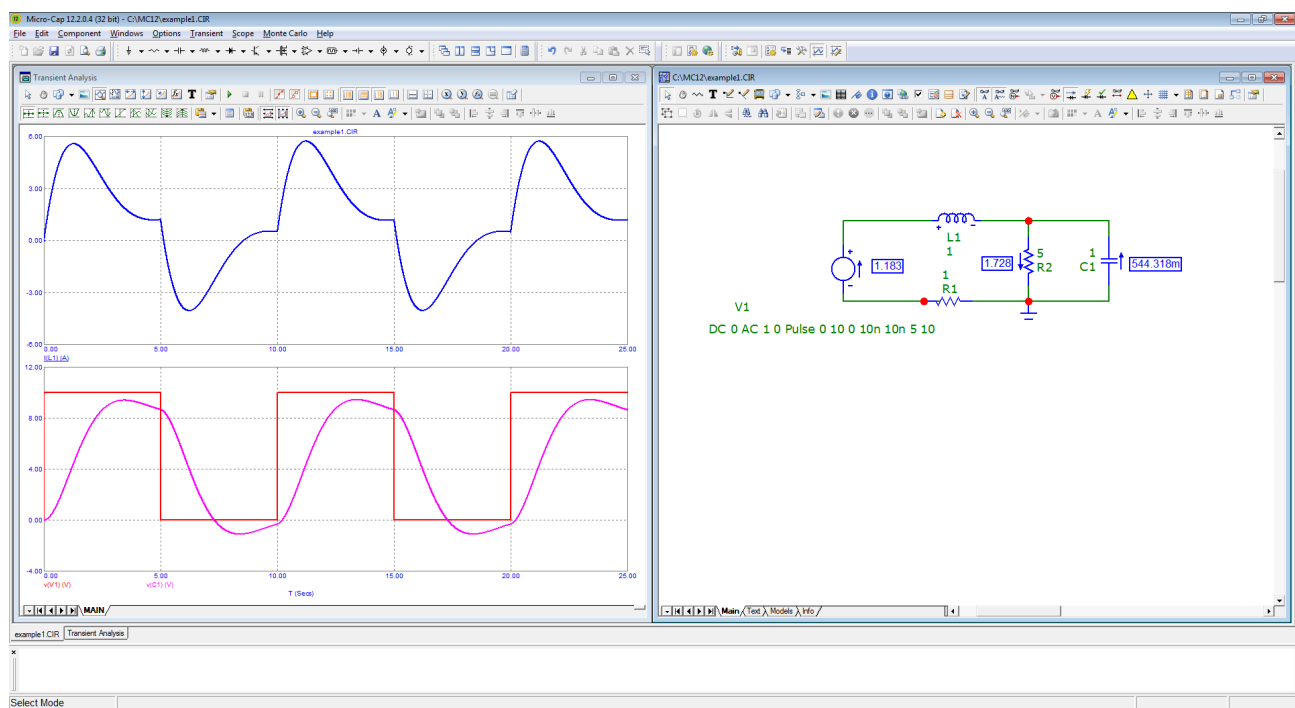 Micro-Cap 12.2.0.4 (32 bit) - C:\MC12\example1.CIR
File Edit Component Windows Options Transient Scope Monte Carlo Help
Transient Analysis
example1.CIR
6.00
3.00
0.00
-3.00
-6.00
0.00 5.00 10.00 15.00 20.00 25.00
I(L1) (A)
12.00
8.00
4.00
0.00
-4.00
0.00 5.00 10.00 15.00 20.00 25.00
v(V1) (V) v(C1) (V)
T (Secs)
MAIN
C:\MC12\example1.CIR
L1
1
1.183
1.728
5
R2
1
C1
544.318m
1
R1
V1
DC 0 AC 1 0 Pulse 0 10 0 10n 10n 5 10
Main Text Models Info
example1.CIR Transient Analysis
Select Mode